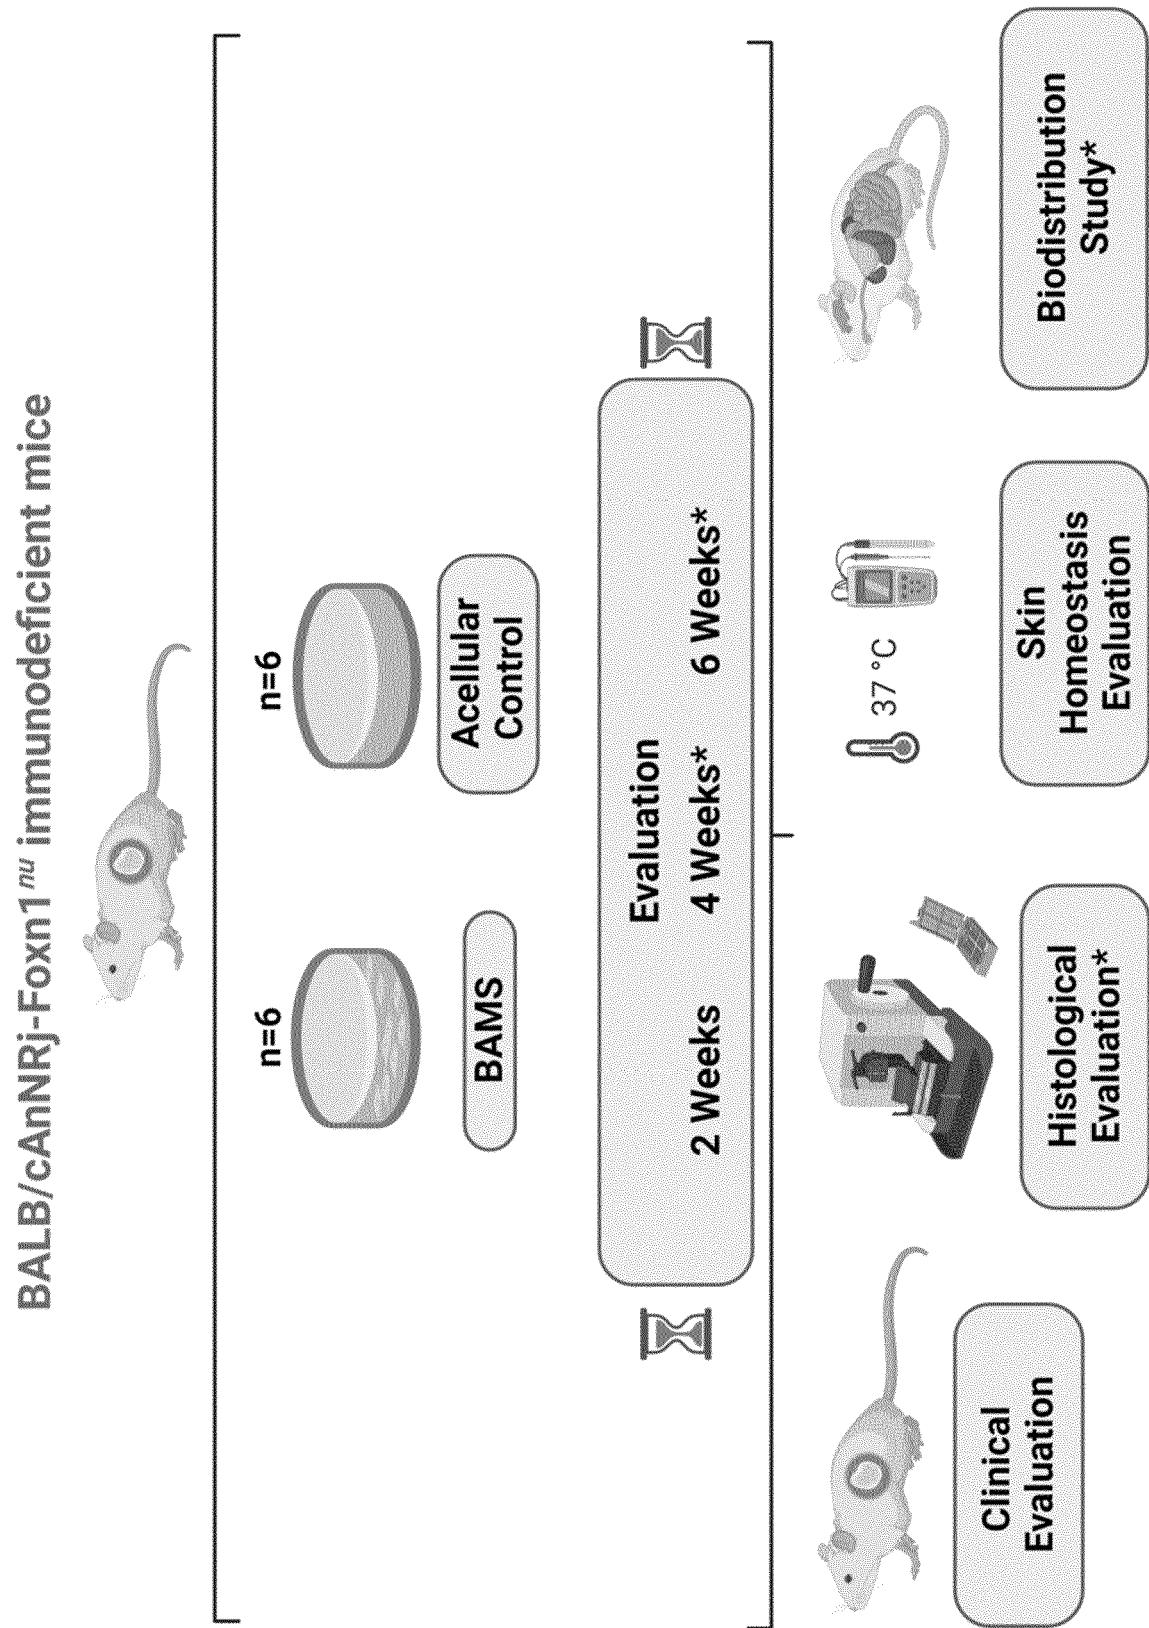 BALB/cAnNRj-Foxn1nu immunodeficient mice
n=6
BAMS
n=6
Acellular
Control
Evaluation
2 Weeks 4 Weeks* 6 Weeks*
Clinical
Evaluation
Histological
Evaluation*
37 °C
Skin
Homeostasis
Evaluation
Biodistribution
Study*